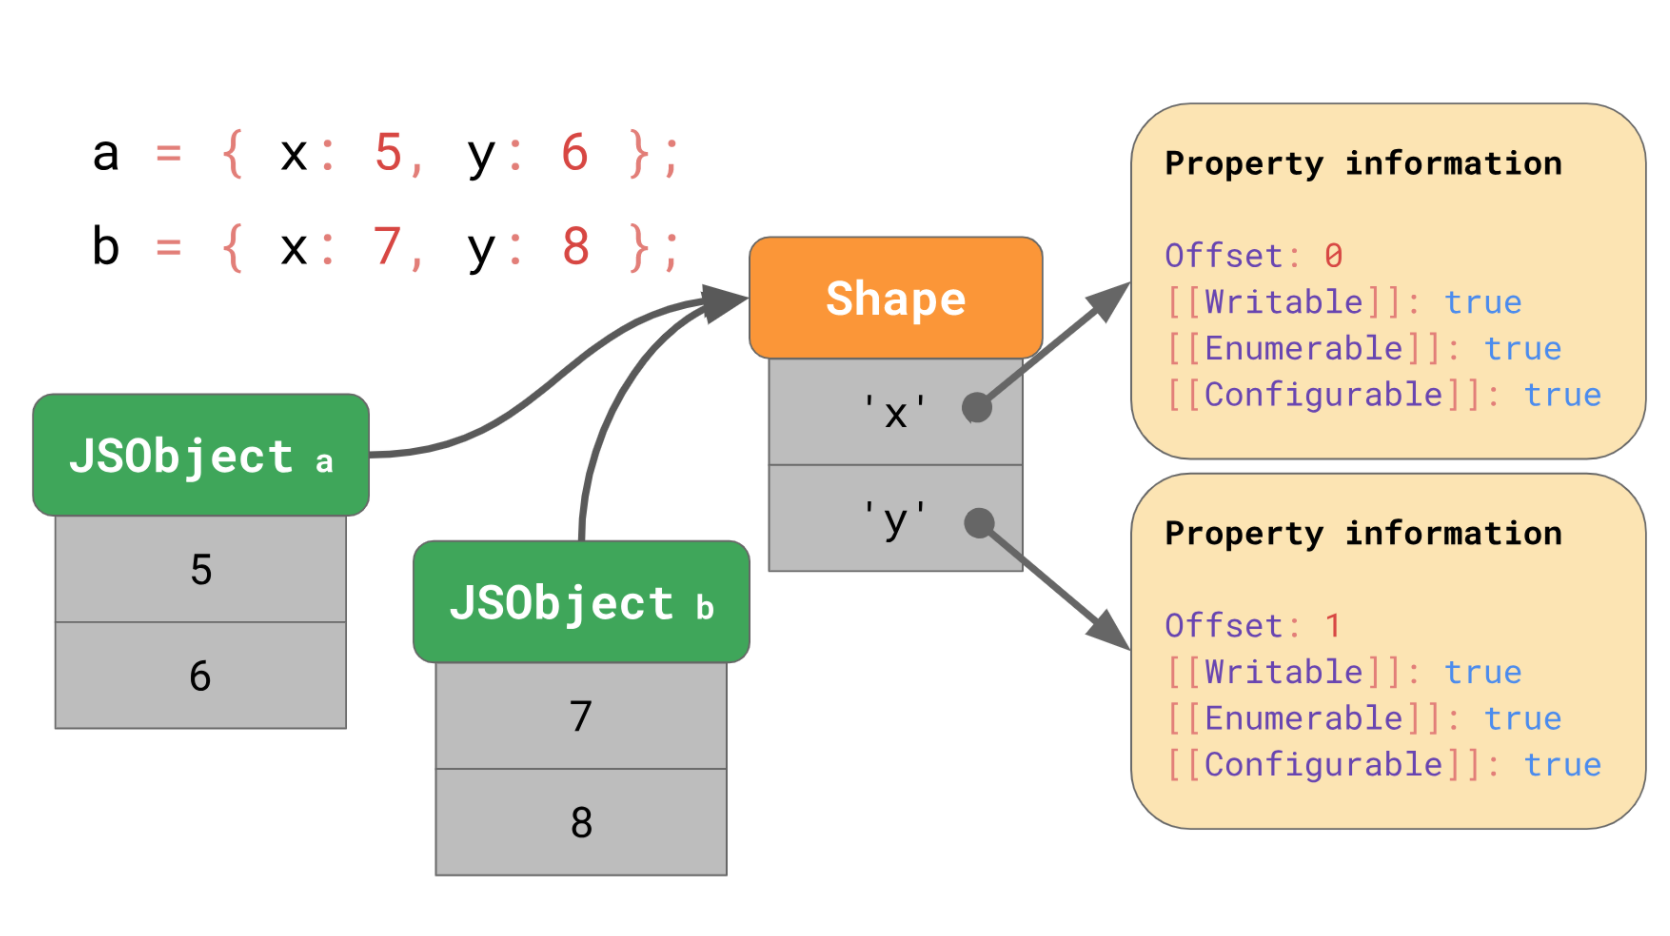 a = { x: 5, y: 6 };
b = { x: 7, y: 8 };
JSObject a
5
6
JSObject b
7
8
Shape
'x'
'y'
Property information
Offset: 0
[[Writable]]: true
[[Enumerable]]: true
[[Configurable]]: true
Property information
Offset: 1
[[Writable]]: true
[[Enumerable]]: true
[[Configurable]]: true